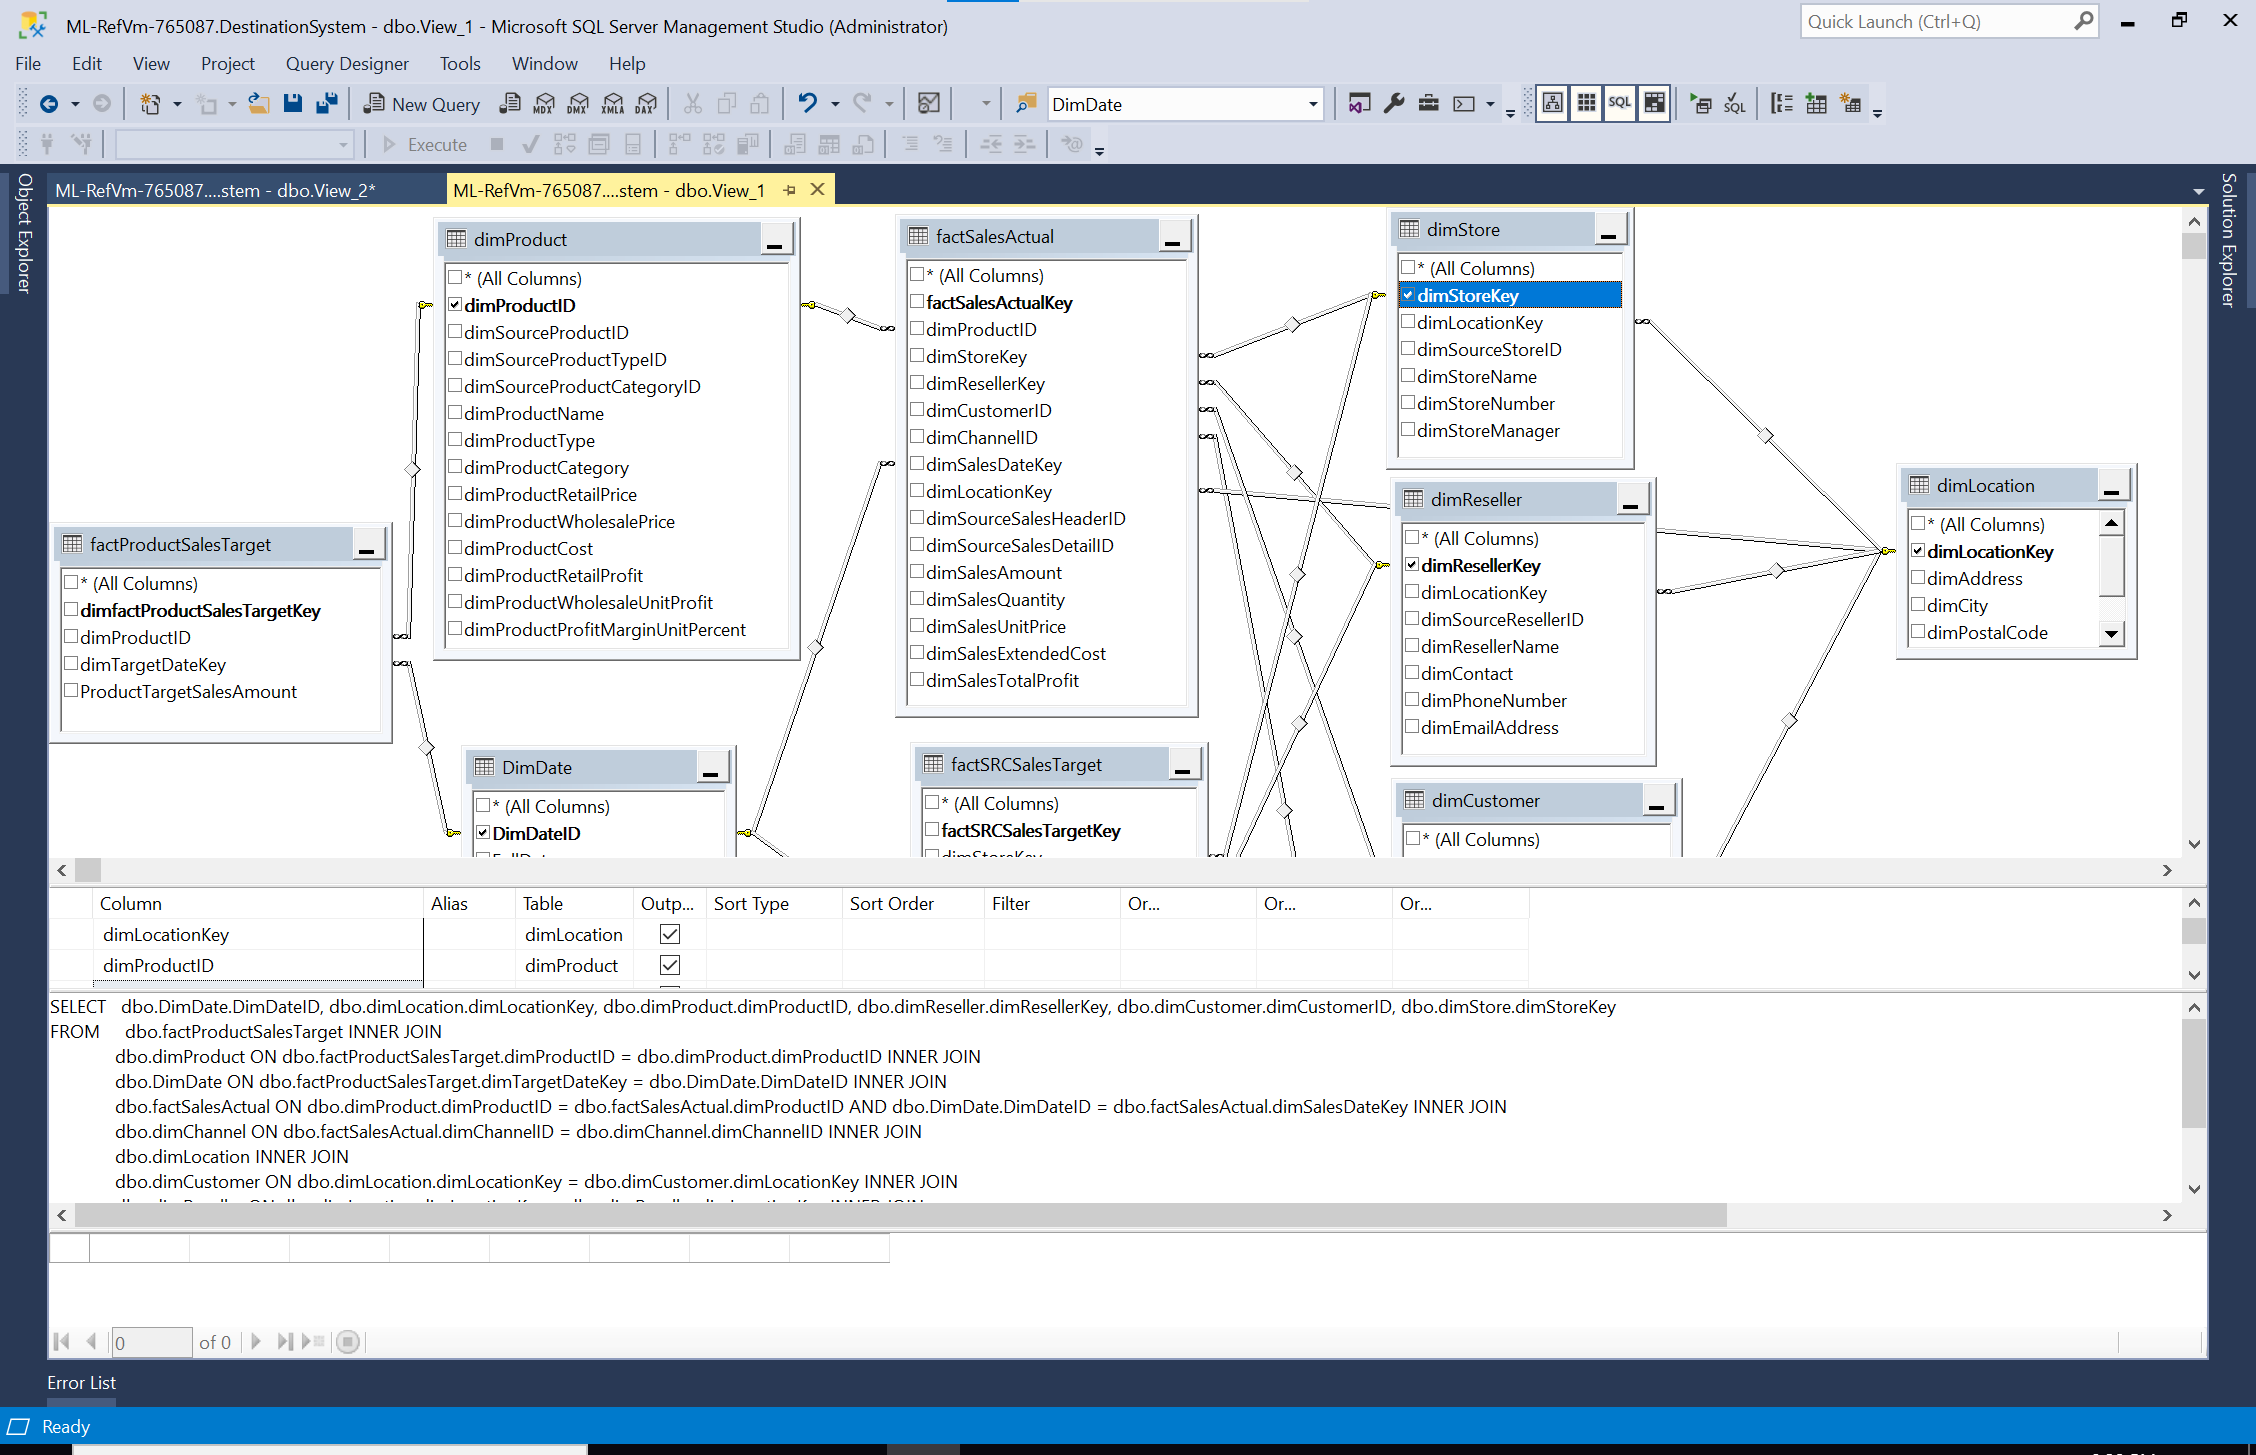 ML-RefVm-765087.DestinationSystem - dbo.View_1 - Microsoft SQL Server Management Studio (Administrator)
Quick Launch (Ctrl+Q)
File Edit View Project Query Designer Tools Window Help
New Query MDX DMX XMLA DAX DimDate SQL SQL
Execute
Object Explorer
ML-RefVm-765087....stem - dbo.View_2*
ML-RefVm-765087....stem - dbo.View_1
Solution Explorer
factProductSalesTarget
* (All Columns)
dimfactProductSalesTargetKey
dimProductID
dimTargetDateKey
ProductTargetSalesAmount
dimProduct
* (All Columns)
dimProductID
dimSourceProductID
dimSourceProductTypeID
dimSourceProductCategoryID
dimProductName
dimProductType
dimProductCategory
dimProductRetailPrice
dimProductWholesalePrice
dimProductCost
dimProductRetailProfit
dimProductWholesaleUnitProfit
dimProductProfitMarginUnitPercent
DimDate
* (All Columns)
DimDateID
factSalesActual
* (All Columns)
factSalesActualKey
dimProductID
dimStoreKey
dimResellerKey
dimCustomerID
dimChannelID
dimSalesDateKey
dimLocationKey
dimSourceSalesHeaderID
dimSourceSalesDetailID
dimSalesAmount
dimSalesQuantity
dimSalesUnitPrice
dimSalesExtendedCost
dimSalesTotalProfit
factSRCSalesTarget
* (All Columns)
factSRCSalesTargetKey
dimStoreKey
dimStore
* (All Columns)
dimStoreKey
dimLocationKey
dimSourceStoreID
dimStoreName
dimStoreNumber
dimStoreManager
dimReseller
* (All Columns)
dimResellerKey
dimLocationKey
dimSourceResellerID
dimResellerName
dimContact
dimPhoneNumber
dimEmailAddress
dimCustomer
* (All Columns)
dimLocation
* (All Columns)
dimLocationKey
dimAddress
dimCity
dimPostalCode
Column Alias Table Outp... Sort Type Sort Order Filter Or... Or... Or...
dimLocationKey dimLocation
dimProductID dimProduct
SELECT dbo.DimDate.DimDateID, dbo.dimLocation.dimLocationKey, dbo.dimProduct.dimProductID, dbo.dimReseller.dimResellerKey, dbo.dimCustomer.dimCustomerID, dbo.dimStore.dimStoreKey
FROM dbo.factProductSalesTarget INNER JOIN
dbo.dimProduct ON dbo.factProductSalesTarget.dimProductID = dbo.dimProduct.dimProductID INNER JOIN
dbo.DimDate ON dbo.factProductSalesTarget.dimTargetDateKey = dbo.DimDate.DimDateID INNER JOIN
dbo.factSalesActual ON dbo.dimProduct.dimProductID = dbo.factSalesActual.dimProductID AND dbo.DimDate.DimDateID = dbo.factSalesActual.dimSalesDateKey INNER JOIN
dbo.dimChannel ON dbo.factSalesActual.dimChannelID = dbo.dimChannel.dimChannelID INNER JOIN
dbo.dimLocation INNER JOIN
dbo.dimCustomer ON dbo.dimLocation.dimLocationKey = dbo.dimCustomer.dimLocationKey INNER JOIN
0 of 0
Error List
Ready